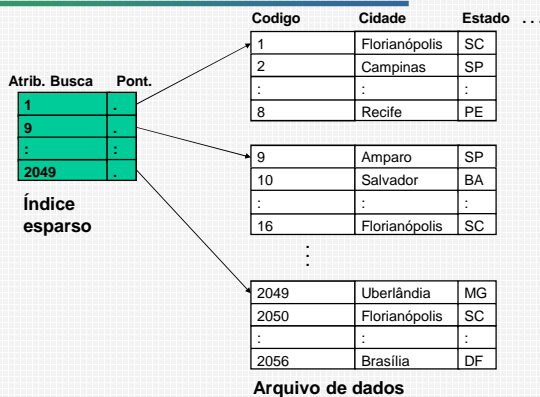 Codigo Cidade Estado . . .
1 Florianópolis SC
2 Campinas SP
: : :
8 Recife PE
Atrib. Busca Pont.
1 .
9 .
: :
2049 .
Índice
esparso
9 Amparo SP
10 Salvador BA
: : :
16 Florianópolis SC
:
2049 Uberlândia MG
2050 Florianópolis SC
: : :
2056 Brasília DF
Arquivo de dados